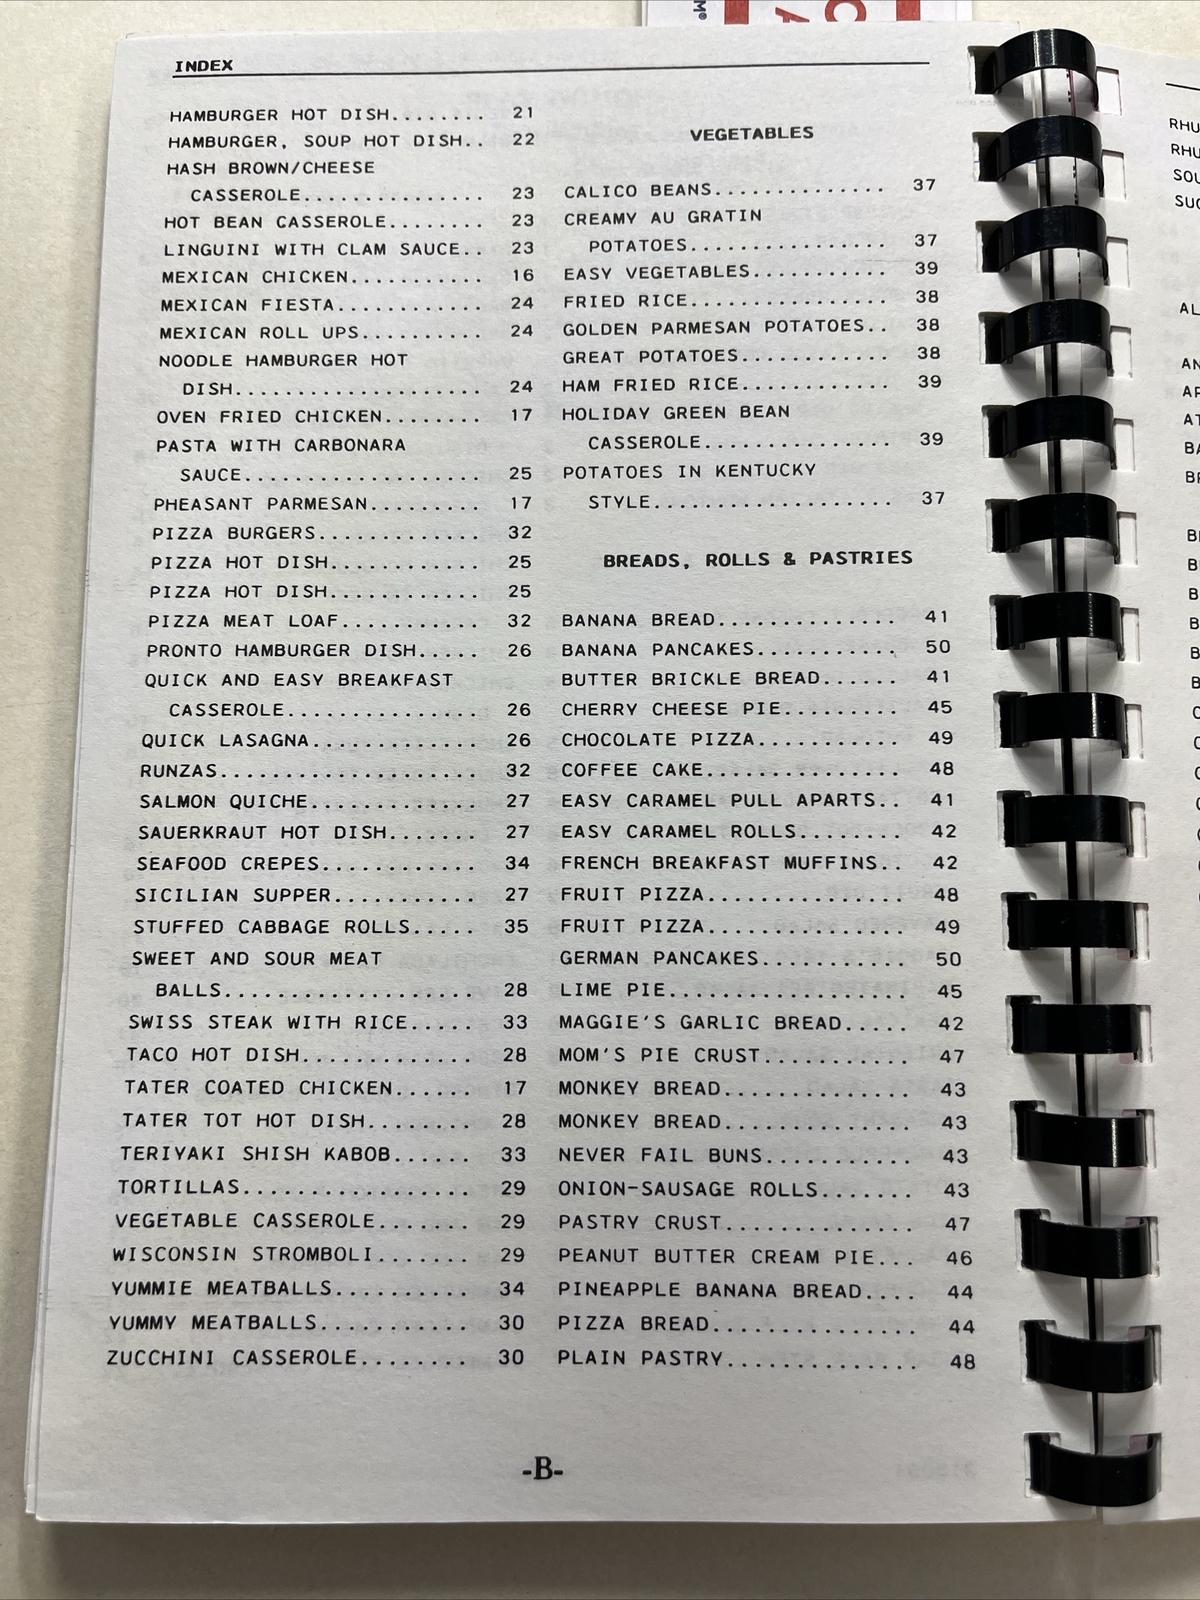 INDEX
HAMBURGER HOT DISH........ 21
HAMBURGER, SOUP HOT DISH.. 22
HASH BROWN/CHEESE
CASSEROLE............... 23
HOT BEAN CASSEROLE........ 23
LINGUINI WITH CLAM SAUCE.. 23
MEXICAN CHICKEN........... 16
MEXICAN FIESTA............ 24
MEXICAN ROLL UPS.......... 24
NOODLE HAMBURGER HOT
DISH..................... 24
OVEN FRIED CHICKEN........ 17
PASTA WITH CARBONARA
SAUCE.................... 25
PHEASANT PARMESAN......... 17
PIZZA BURGERS............. 32
PIZZA HOT DISH............ 25
PIZZA HOT DISH............ 25
PIZZA MEAT LOAF........... 32
PRONTO HAMBURGER DISH..... 26
QUICK AND EASY BREAKFAST
CASSEROLE................ 26
QUICK LASAGNA............. 26
RUNZAS..................... 32
SALMON QUICHE............. 27
SAUERKRAUT HOT DISH....... 27
SEAFOOD CREPES............ 34
SICILIAN SUPPER........... 27
STUFFED CABBAGE ROLLS..... 35
SWEET AND SOUR MEAT
BALLS..................... 28
SWISS STEAK WITH RICE..... 33
TACO HOT DISH............. 28
TATER COATED CHICKEN...... 17
TATER TOT HOT DISH........ 28
TERIYAKI SHISH KABOB...... 33
TORTILLAS................... 29
VEGETABLE CASSEROLE....... 29
WISCONSIN STROMBOLI....... 29
YUMMIE MEATBALLS.......... 34
YUMMY MEATBALLS........... 30
ZUCCHINI CASSEROLE........ 30
VEGETABLES
CALICO BEANS.............. 37
CREAMY AU GRATIN
POTATOES................ 37
EASY VEGETABLES........... 39
FRIED RICE................ 38
GOLDEN PARMESAN POTATOES.. 38
GREAT POTATOES............ 38
HAM FRIED RICE............ 39
HOLIDAY GREEN BEAN
CASSEROLE............... 39
POTATOES IN KENTUCKY
STYLE.................... 37
BREADS, ROLLS & PASTRIES
BANANA BREAD.............. 41
BANANA PANCAKES........... 50
BUTTER BRICKLE BREAD...... 41
CHERRY CHEESE PIE......... 45
CHOCOLATE PIZZA........... 49
COFFEE CAKE............... 48
EASY CARAMEL PULL APARTS.. 41
EASY CARAMEL ROLLS........ 42
FRENCH BREAKFAST MUFFINS.. 42
FRUIT PIZZA............... 48
FRUIT PIZZA............... 49
GERMAN PANCAKES........... 50
LIME PIE.................. 45
MAGGIE'S GARLIC BREAD..... 42
MOM'S PIE CRUST........... 47
MONKEY BREAD.............. 43
MONKEY BREAD.............. 43
NEVER FAIL BUNS........... 43
ONION-SAUSAGE ROLLS....... 43
PASTRY CRUST.............. 47
PEANUT BUTTER CREAM PIE... 46
PINEAPPLE BANANA BREAD.... 44
PIZZA BREAD............... 44
PLAIN PASTRY.............. 48
-B-